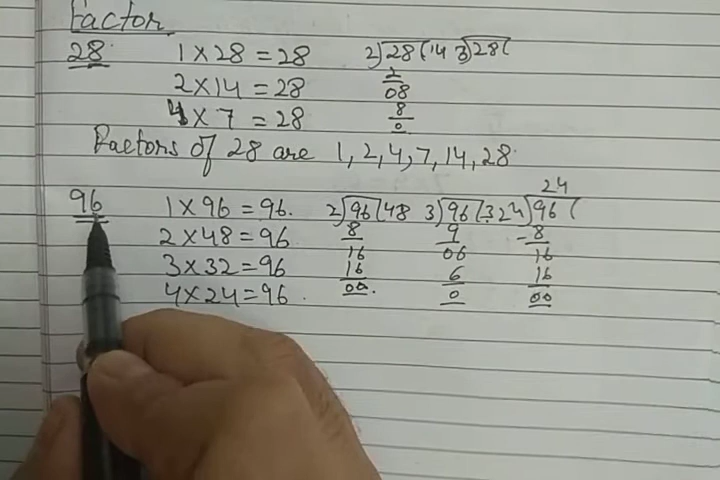 Factor
28. 1 x 28 = 28 2)28(14 3)28(
2 x 14 = 28 2
08
4 x 7 = 28 8
0
Factors of 28 are 1, 2, 4, 7, 14, 28.
24
96 1 x 96 = 96. 2)96(48 3)96(32 4)96(
2 x 48 = 96 8 9 -8
16 06 16
3 x 32 = 96 16 6 16
4 x 24 = 96. 00. 0 00